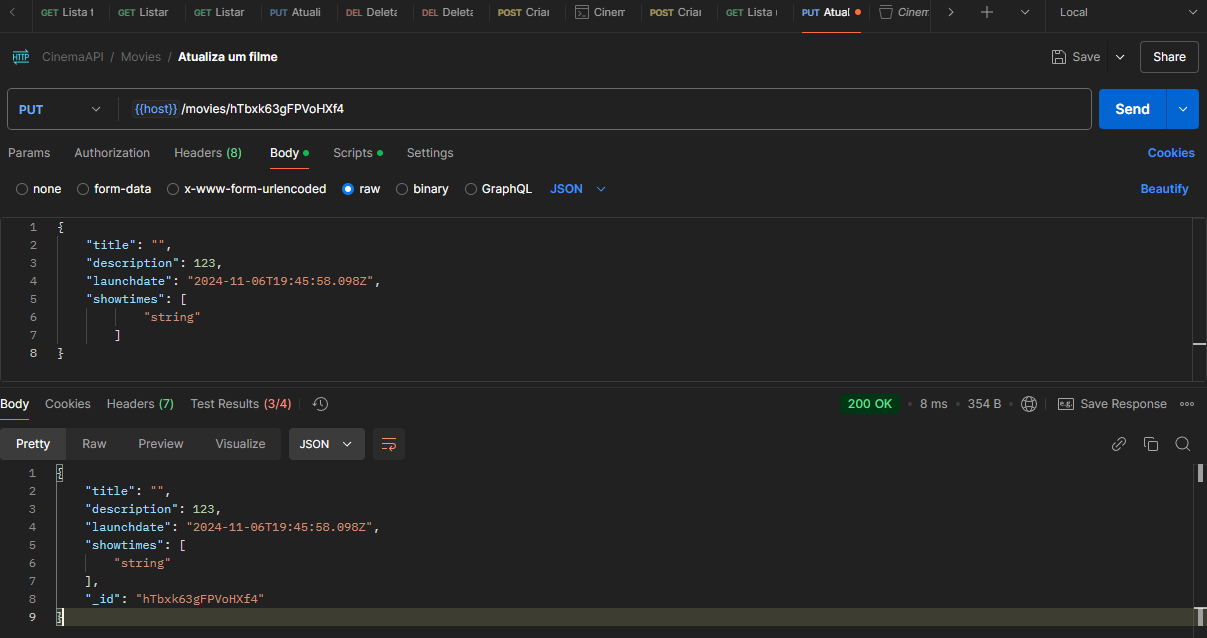 GET Lista f GET Listar GET Listar PUT Atuali DEL Deleta DEL Deleta POST Criar Cinem POST Criar GET Lista PUT Atual Cinem Local
HTTP CinemaAPI / Movies / Atualiza um filme Save Share
PUT {{host}} /movies/hTbxk63gFPVoHXf4 Send
Params Authorization Headers (8) Body Scripts Settings Cookies
none form-data x-www-form-urlencoded raw binary GraphQL JSON Beautify
1 {
2 "title": "",
3 "description": 123,
4 "launchdate": "2024-11-06T19:45:58.098Z",
5 "showtimes": [
6 "string"
7 ]
8 }
Body Cookies Headers (7) Test Results (3/4) 200 OK 8 ms 354 B e.g. Save Response
Pretty Raw Preview Visualize JSON
1 {
2 "title": "",
3 "description": 123,
4 "launchdate": "2024-11-06T19:45:58.098Z",
5 "showtimes": [
6 "string"
7 ],
8 "_id": "hTbxk63gFPVoHXf4"
9 }